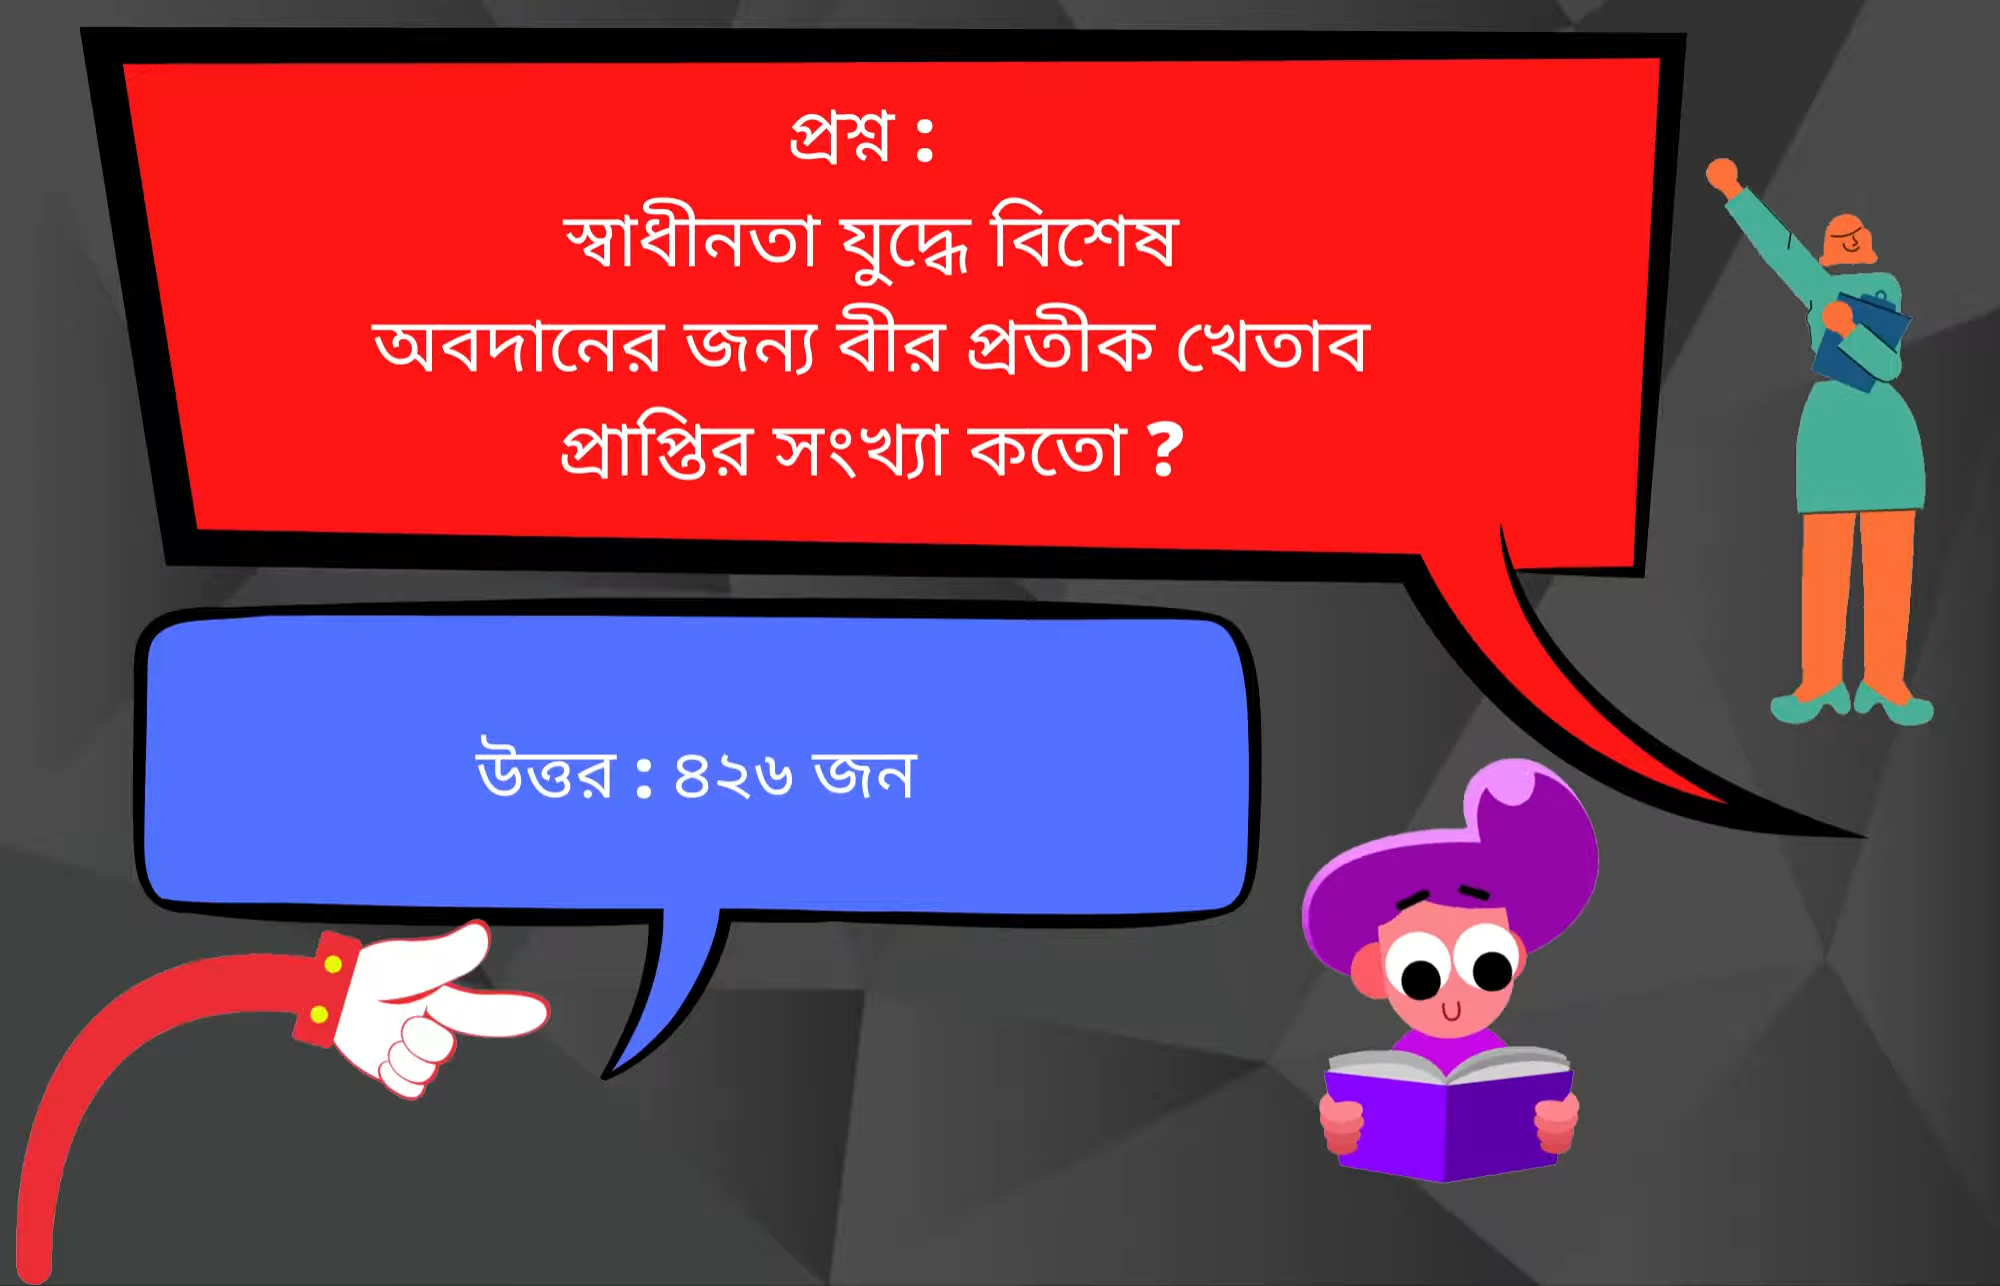 প্রশ্ন :
স্বাধীনতা যুদ্ধে বিশেষ
অবদানের জন্য বীর প্রতীক খেতাব
প্রাপ্তির সংখ্যা কতো ?
উত্তর : ৪২৬ জন